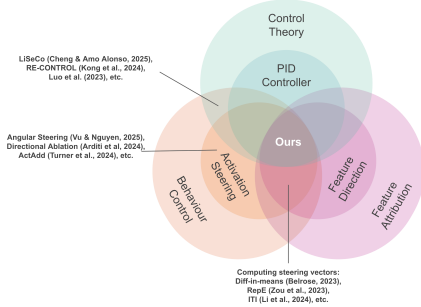 Control
Theory
PID
Controller
LiSeCo (Cheng & Amo Alonso, 2025),
RE-CONTROL (Kong et al., 2024),
Luo et al. (2023), etc.
Angular Steering (Vu & Nguyen, 2025),
Directional Ablation (Arditi et al, 2024),
ActAdd (Turner et al., 2024), etc.
Ours
Activation
Steering
Behaviour
Control
Feature
Direction
Feature
Attribution
Computing steering vectors:
Diff-in-means (Belrose, 2023),
RepE (Zou et al., 2023),
ITI (Li et al., 2024), etc.